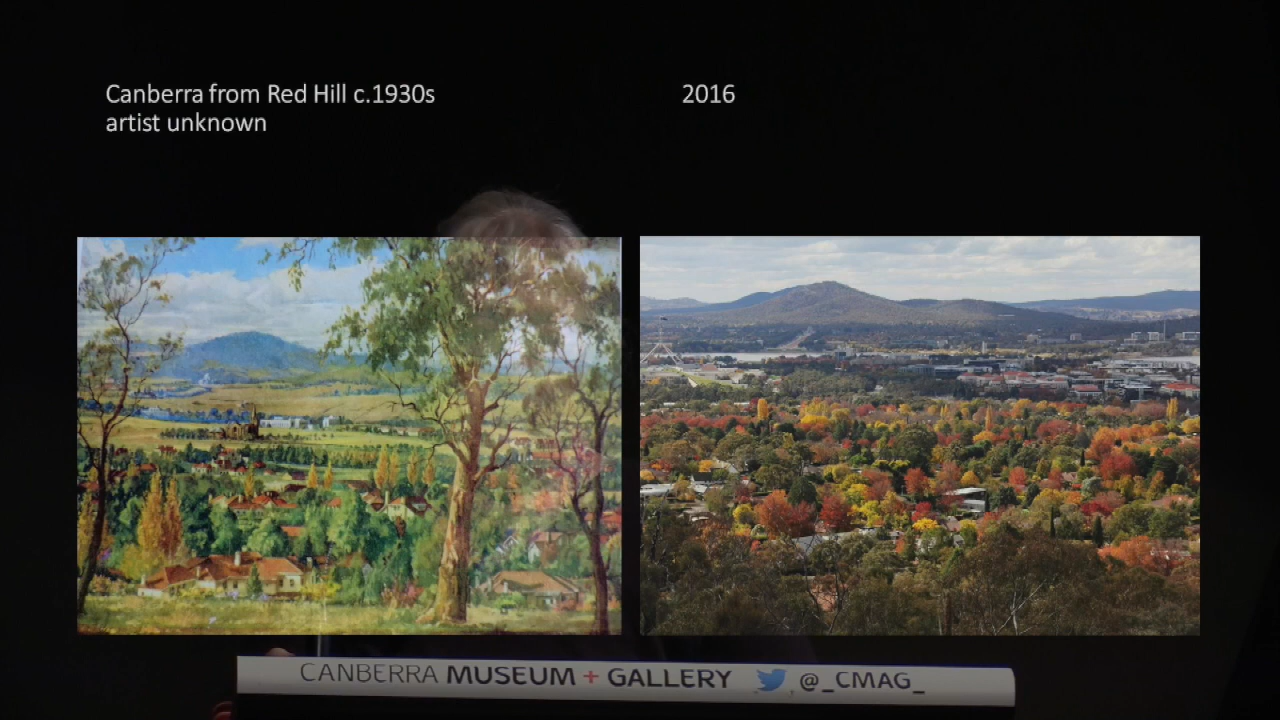 Canberra from Red Hill c.1930s
artist unknown
2016
CANBERRA MUSEUM + GALLERY @_CMAG_